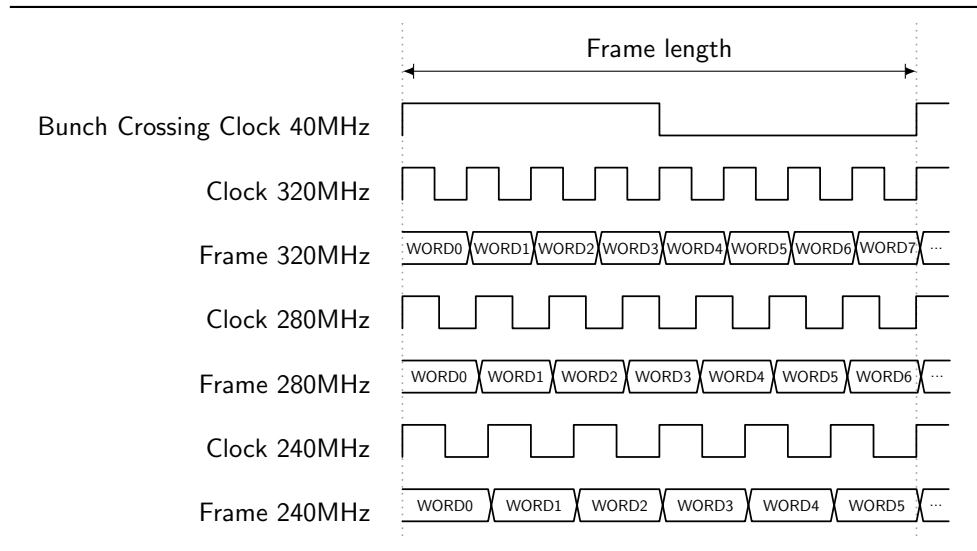 Frame length
Bunch Crossing Clock 40MHz
Clock 320MHz
Frame 320MHz WORD0 WORD1 WORD2 WORD3 WORD4 WORD5 WORD6 WORD7 ...
Clock 280MHz
Frame 280MHz WORD0 WORD1 WORD2 WORD3 WORD4 WORD5 WORD6 ...
Clock 240MHz
Frame 240MHz WORD0 WORD1 WORD2 WORD3 WORD4 WORD5 ...